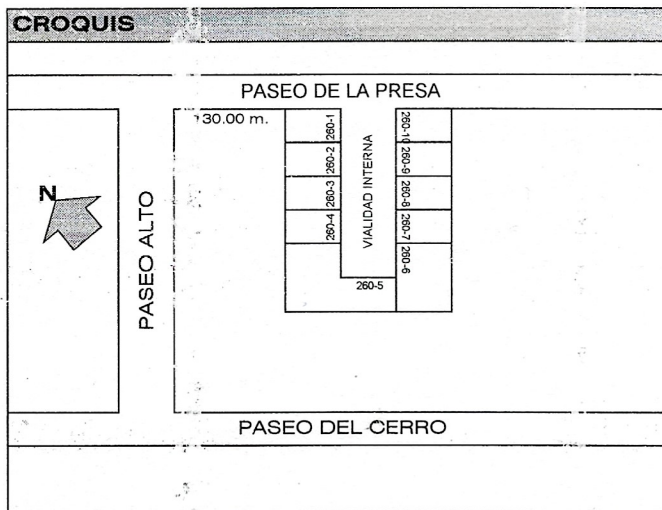 CROQUIS
PASEO DE LA PRESA
30.00 m.
260-1
260-2
260-3
260-4
VIALIDAD INTERNA
260-10
260-9
260-8
260-7
260-6
260-5
N
PASEO ALTO
PASEO DEL CERRO